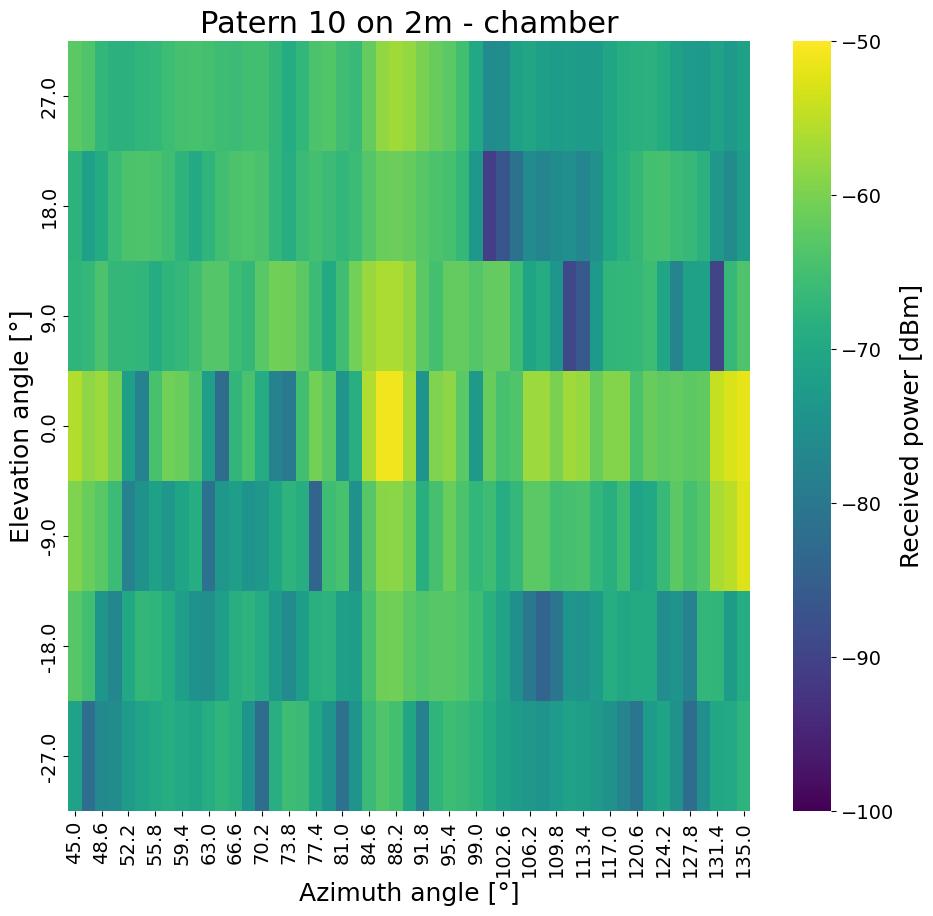 Patern 10 on 2m - chamber
Elevation angle [°]
27.0
18.0
9.0
0.0
-9.0
-18.0
-27.0
45.0 48.6 52.2 55.8 59.4 63.0 66.6 70.2 73.8 77.4 81.0 84.6 88.2 91.8 95.4 99.0 102.6 106.2 109.8 113.4 117.0 120.6 124.2 127.8 131.4 135.0
Azimuth angle [°]
−50
−60
−70
−80
−90
−100
Received power [dBm]